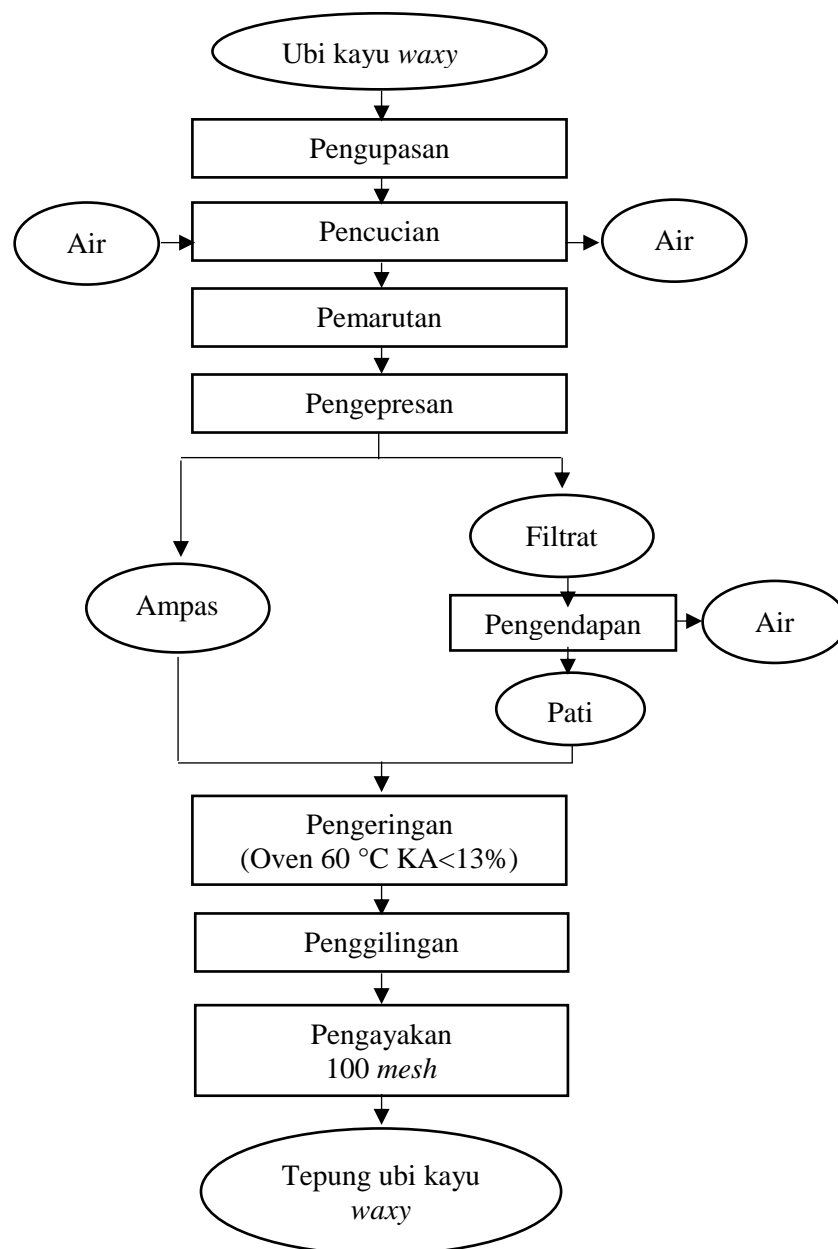 Ubi kayu waxy
Pengupasan
Air
Pencucian
Air
Pemarutan
Pengepresan
Filtrat
Ampas
Pengendapan
Air
Pati
Pengeringan
(Oven 60 °C KA<13%)
Penggilingan
Pengayakan
100 mesh
Tepung ubi kayu
waxy